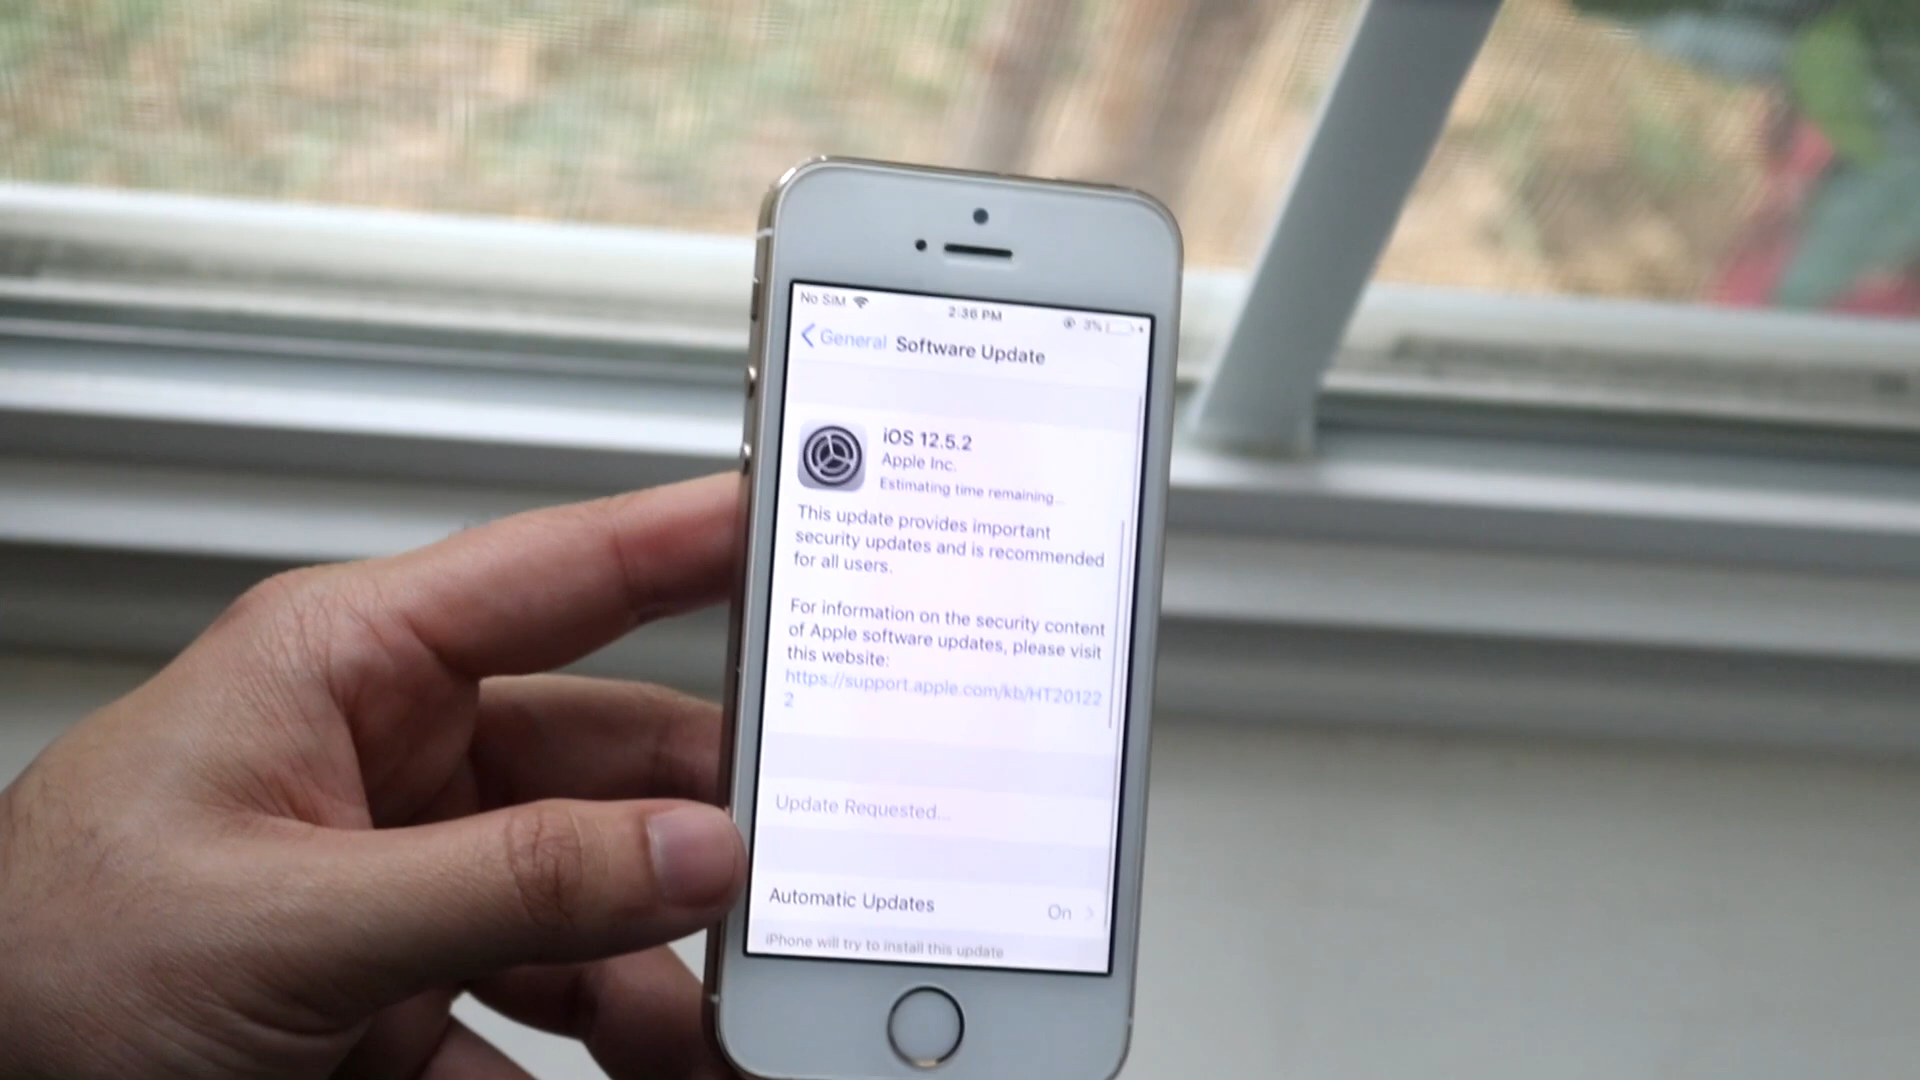 No SIM
2:36 PM
3%
General Software Update
iOS 12.5.2
Apple Inc.
Estimating time remaining...
This update provides important
security updates and is recommended
for all users.
For information on the security content
of Apple software updates, please visit
this website:
https://support.apple.com/kb/HT20122
2
Update Requested...
Automatic Updates On
iPhone will try to install this update